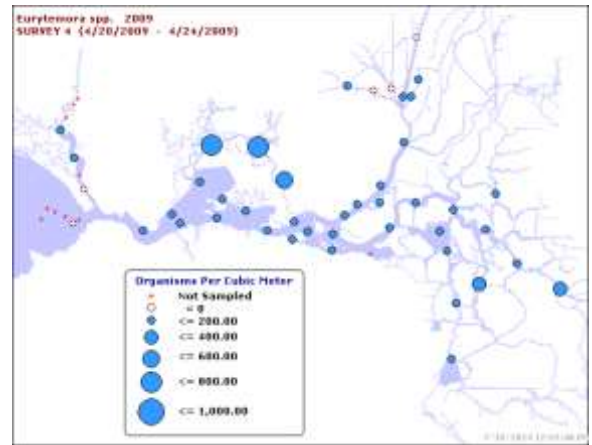 Eurytemora spp. 2009
SURVEY 4 (4/20/2009 - 4/24/2009)
Organisms Per Cubic Meter
Not Sampled
= 0
<= 200.00
<= 400.00
<= 600.00
<= 800.00
<= 1,000.00